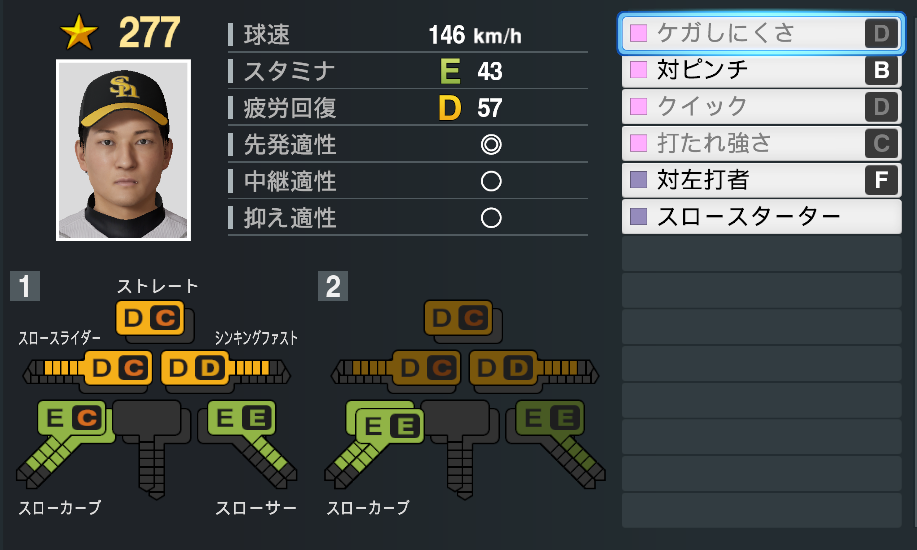 277
球速 146 km/h
スタミナ E 43
疲労回復 D 57
先発適性 ◎
中継適性 ○
抑え適性 ○
ケガしにくさ D
対ピンチ B
クイック D
打たれ強さ C
対左打者 F
スロースターター
1
ストレート
D C
スロースライダー
シンキングファスト
D C
D D
E C
E E
スローカーブ
スローサー
2
D C
D C
D D
E E
E E
スローカーブ